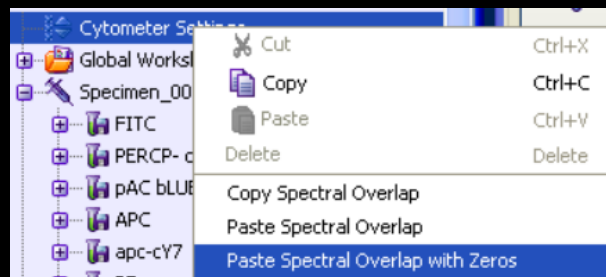 Cytometer Settings
Cut Ctrl+X
Global Worksl
Copy Ctrl+C
Specimen_00
Paste Ctrl+V
FITC
Delete Delete
PERCP- c
pAC bLUE
Copy Spectral Overlap
APC
Paste Spectral Overlap
apc-cY7
Paste Spectral Overlap with Zeros